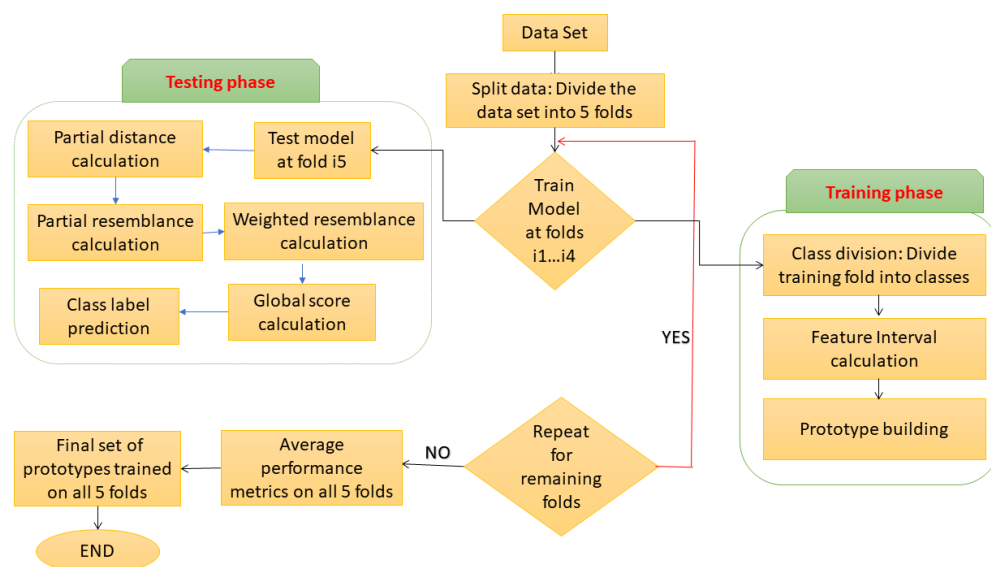 Data Set
Split data: Divide the
data set into 5 folds
Testing phase
Partial distance
calculation
Test model
at fold i5
Partial resemblance
calculation
Weighted resemblance
calculation
Class label
prediction
Global score
calculation
Train
Model
at folds
i1...i4
Training phase
Class division: Divide
training fold into classes
Feature Interval
calculation
Prototype building
YES
Repeat
for
remaining
folds
NO
Average
performance
metrics on all 5 folds
Final set of
prototypes trained
on all 5 folds
END